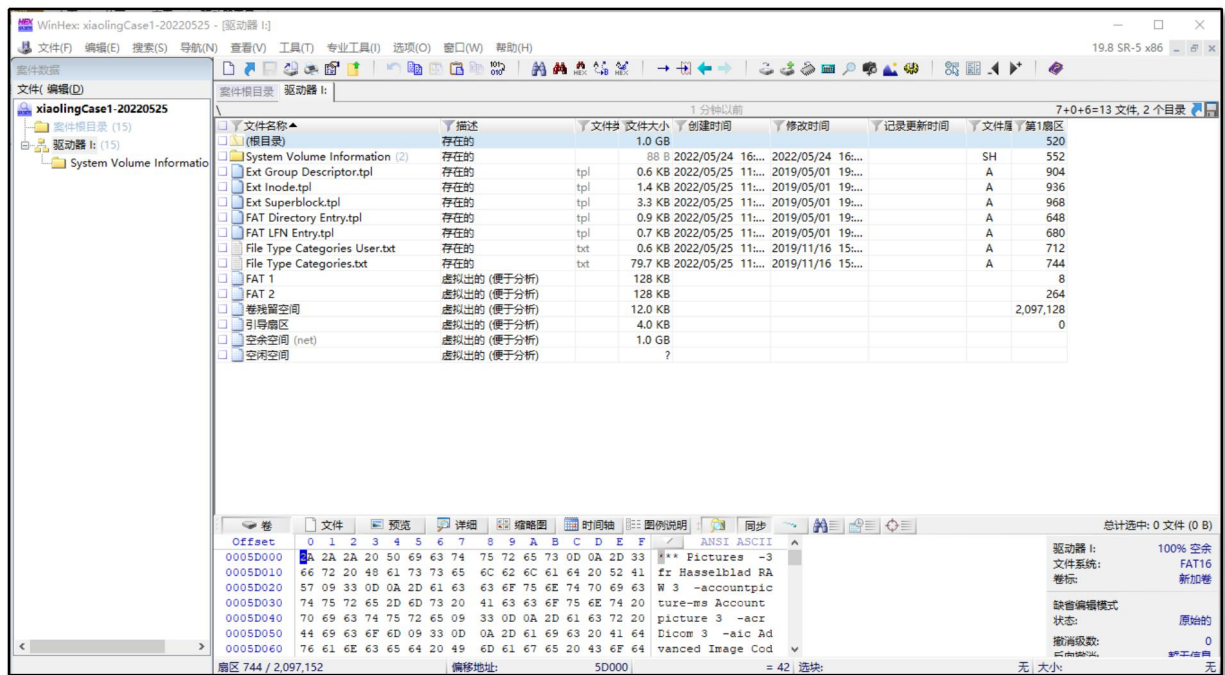 WinHex: xiaolingCase1-20220525 - [驱动器 I:]
文件(F) 编辑(E) 搜索(S) 导航(N) 查看(V) 工具(T) 专业工具(I) 选项(O) 窗口(W) 帮助(H) 19.8 SR-5 x86
案件数据
文件( 编辑(D)
xiaolingCase1-20220525
案件根目录 (15)
驱动器 I: (15)
System Volume Informatio
案件根目录 驱动器 I:
\ 1 分钟以前 7+0+6=13 文件, 2 个目录
文件名称 描述 文件类 文件大小 创建时间 修改时间 记录更新时间 文件属 第1扇区
(根目录) 存在的 1.0 GB 520
System Volume Information (2) 存在的 88 B 2022/05/24 16:... 2022/05/24 16:... SH 552
Ext Group Descriptor.tpl 存在的 tpl 0.6 KB 2022/05/25 11:... 2019/05/01 19:... A 904
Ext Inode.tpl 存在的 tpl 1.4 KB 2022/05/25 11:... 2019/05/01 19:... A 936
Ext Superblock.tpl 存在的 tpl 3.3 KB 2022/05/25 11:... 2019/05/01 19:... A 968
FAT Directory Entry.tpl 存在的 tpl 0.9 KB 2022/05/25 11:... 2019/05/01 19:... A 648
FAT LFN Entry.tpl 存在的 tpl 0.7 KB 2022/05/25 11:... 2019/05/01 19:... A 680
File Type Categories User.txt 存在的 txt 0.6 KB 2022/05/25 11:... 2019/11/16 15:... A 712
File Type Categories.txt 存在的 txt 79.7 KB 2022/05/25 11:... 2019/11/16 15:... A 744
FAT 1 虚拟出的 (便于分析) 128 KB 8
FAT 2 虚拟出的 (便于分析) 128 KB 264
卷残留空间 虚拟出的 (便于分析) 12.0 KB 2,097,128
引导扇区 虚拟出的 (便于分析) 4.0 KB 0
空余空间 (net) 虚拟出的 (便于分析) 1.0 GB
空闲空间 虚拟出的 (便于分析) ?
卷 文件 预览 详细 缩略图 时间轴 图例说明 同步 总计选中: 0 文件 (0 B)
Offset 0 1 2 3 4 5 6 7 8 9 A B C D E F ANSI ASCII
0005D000 2A 2A 2A 20 50 69 63 74 75 72 65 73 0D 0A 2D 33 *** Pictures -3
0005D010 66 72 20 48 61 73 73 65 6C 62 6C 61 64 20 52 41 fr Hasselblad RA
0005D020 57 09 33 0D 0A 2D 61 63 63 6F 75 6E 74 70 69 63 W 3 -accountpic
0005D030 74 75 72 65 2D 6D 73 20 41 63 63 6F 75 6E 74 20 ture-ms Account
0005D040 70 69 63 74 75 72 65 09 33 0D 0A 2D 61 63 72 20 picture 3 -acr
0005D050 44 69 63 6F 6D 09 33 0D 0A 2D 61 69 63 20 41 64 Dicom 3 -aic Ad
0005D060 76 61 6E 63 65 64 20 49 6D 61 67 65 20 43 6F 64 vanced Image Cod
驱动器 I: 100% 空余
文件系统: FAT16
卷标: 新加卷
缺省编辑模式
状态: 原始的
撤消级数: 0
扇区 744 / 2,097,152 偏移地址: 5D000 = 42 选块: 无 大小: 无